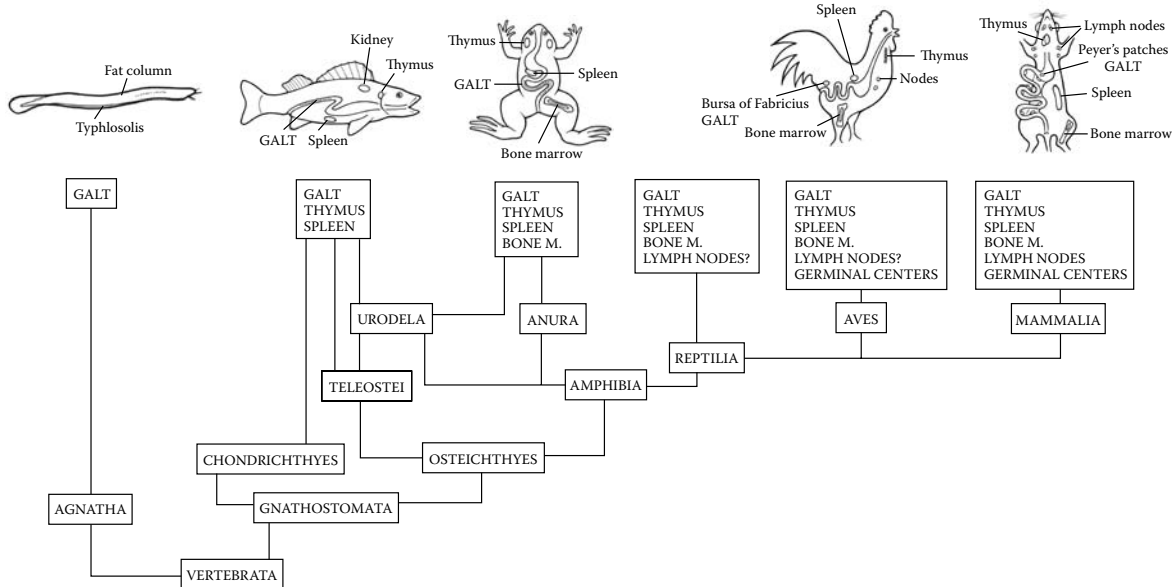 Fat column
Typhlosolis
Kidney
Thymus
GALT
Spleen
Thymus
Spleen
GALT
Bone marrow
Spleen
Thymus
Nodes
Bursa of Fabricius
GALT
Bone marrow
Thymus
Lymph nodes
Peyer's patches
GALT
Spleen
Bone marrow
GALT
GALT
THYMUS
SPLEEN
GALT
THYMUS
SPLEEN
BONE M.
GALT
THYMUS
SPLEEN
BONE M.
LYMPH NODES?
GALT
THYMUS
SPLEEN
BONE M.
LYMPH NODES?
GERMINAL CENTERS
GALT
THYMUS
SPLEEN
BONE M.
LYMPH NODES
GERMINAL CENTERS
URODELA
ANURA
AVES
MAMMALIA
REPTILIA
TELEOSTEI
AMPHIBIA
CHONDRICHTHYES
OSTEICHTHYES
AGNATHA
GNATHOSTOMATA
VERTEBRATA